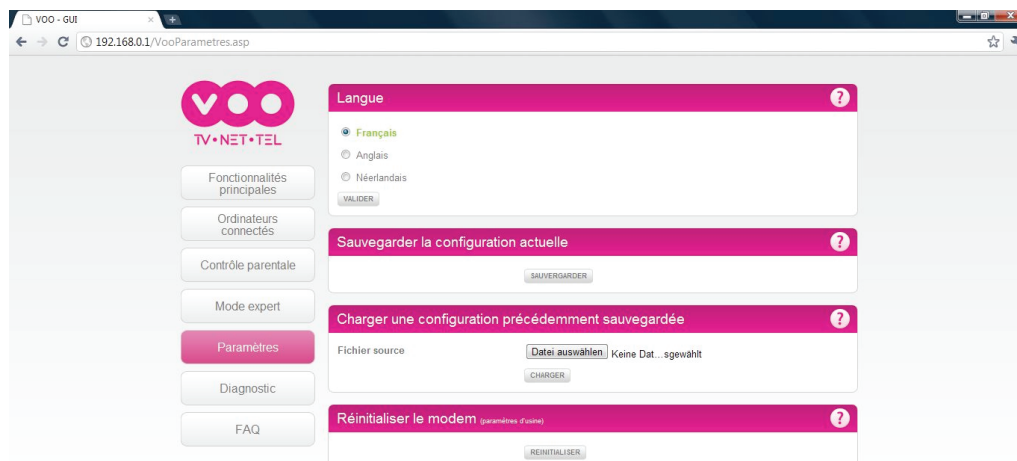 VOO - GUI
192.168.0.1/VooParametres.asp
VOO
TV•NET•TEL
Fonctionnalités
principales
Ordinateurs
connectés
Contrôle parentale
Mode expert
Paramètres
Diagnostic
FAQ
Langue ?
Français
Anglais
Néerlandais
VALIDER
Sauvegarder la configuration actuelle ?
SAUVERGARDER
Charger une configuration précédemment sauvegardée ?
Fichier source Datei auswählen Keine Dat...sgewählt
CHARGER
Réinitialiser le modem (paramètres d'usine) ?
REINITIALISER